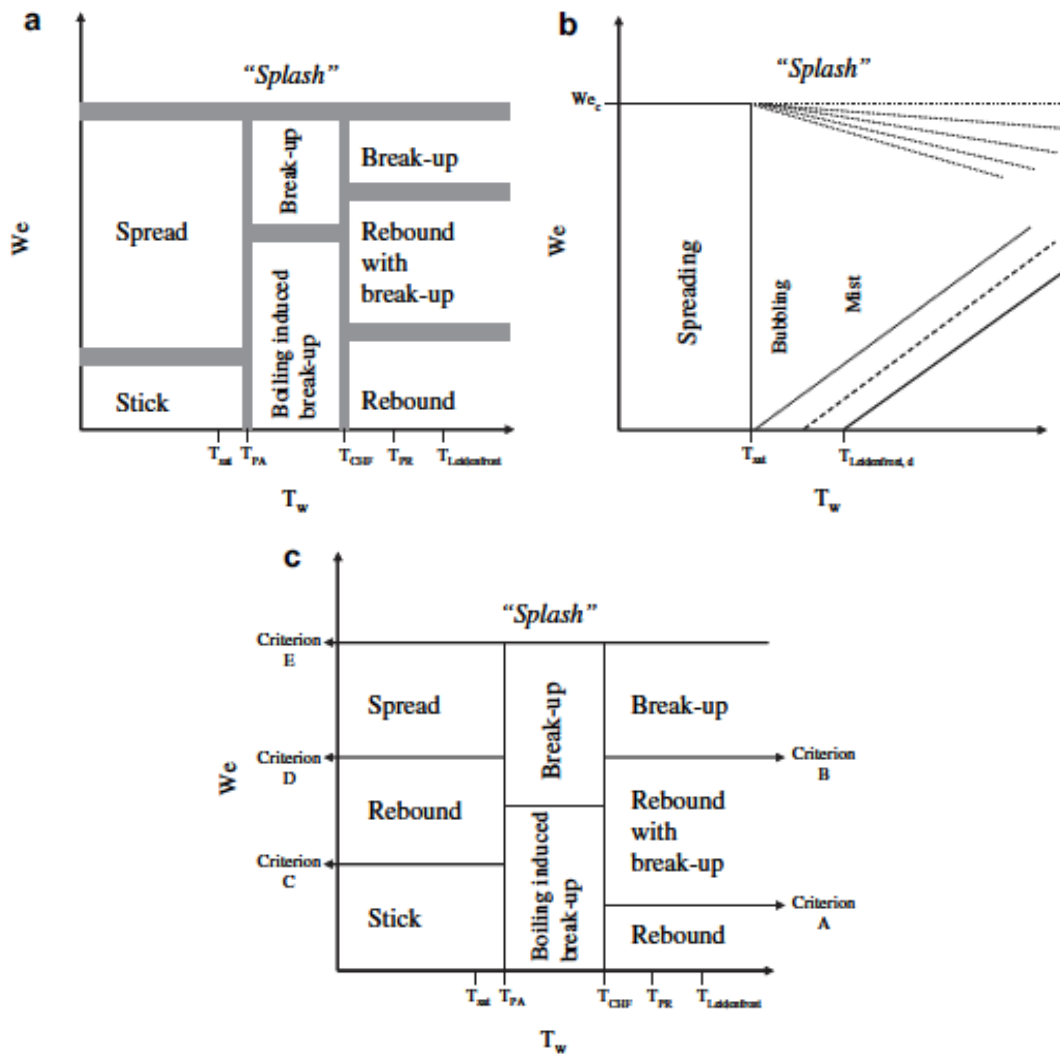 a
We
"Splash"
Spread
Break-up
Break-up
Rebound
with
break-up
Boiling induced
break-up
Stick
Rebound
T_sat
T_PA
T_CHF
T_PR
T_Leidenfrost
T_w
b
"Splash"
We_c
We
Spreading
Bubbling
Mist
T_sat
T_Leidenfrost, d
T_w
c
"Splash"
Criterion
E
Spread
Break-up
Break-up
Criterion
D
Criterion
B
We
Rebound
Rebound
with
break-up
Criterion
C
Boiling induced
break-up
Stick
Criterion
A
Rebound
T_sat
T_PA
T_CHF
T_PR
T_Leidenfrost
T_w